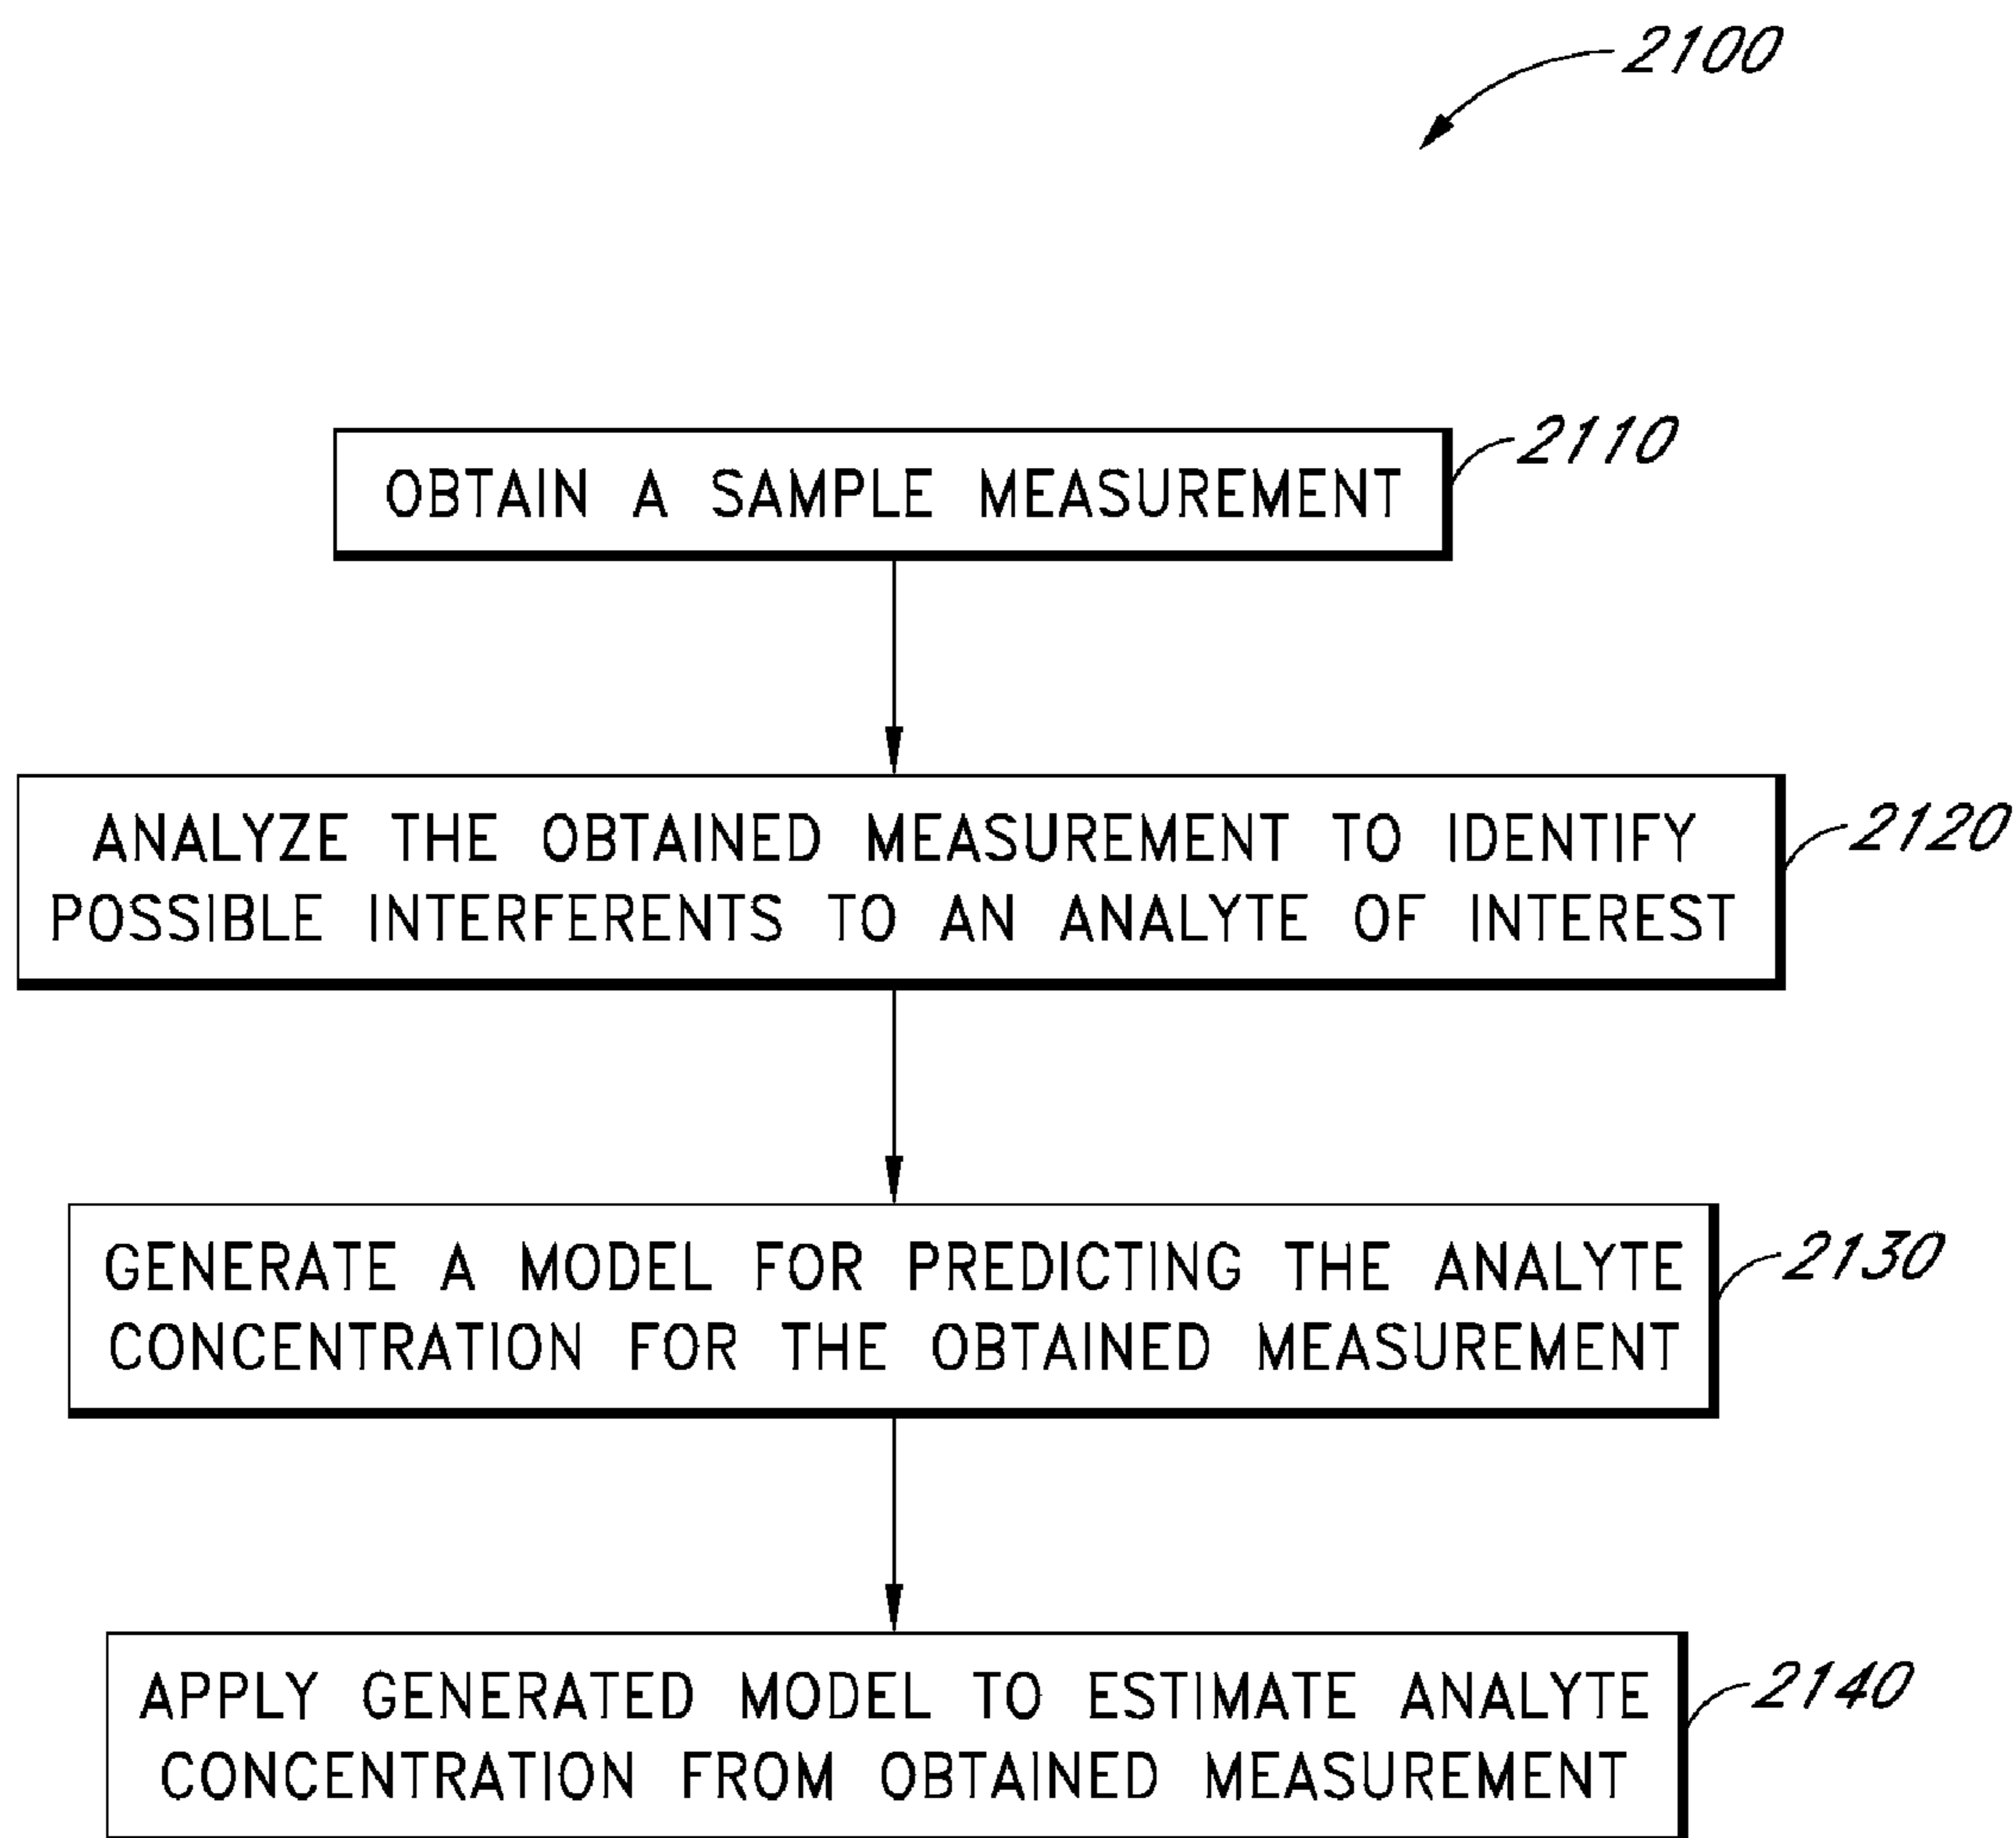 2100
OBTAIN A SAMPLE MEASUREMENT
2110
ANALYZE THE OBTAINED MEASUREMENT TO IDENTIFY
POSSIBLE INTERFERENTS TO AN ANALYTE OF INTEREST
2120
GENERATE A MODEL FOR PREDICTING THE ANALYTE
CONCENTRATION FOR THE OBTAINED MEASUREMENT
2130
APPLY GENERATED MODEL TO ESTIMATE ANALYTE
CONCENTRATION FROM OBTAINED MEASUREMENT
2140